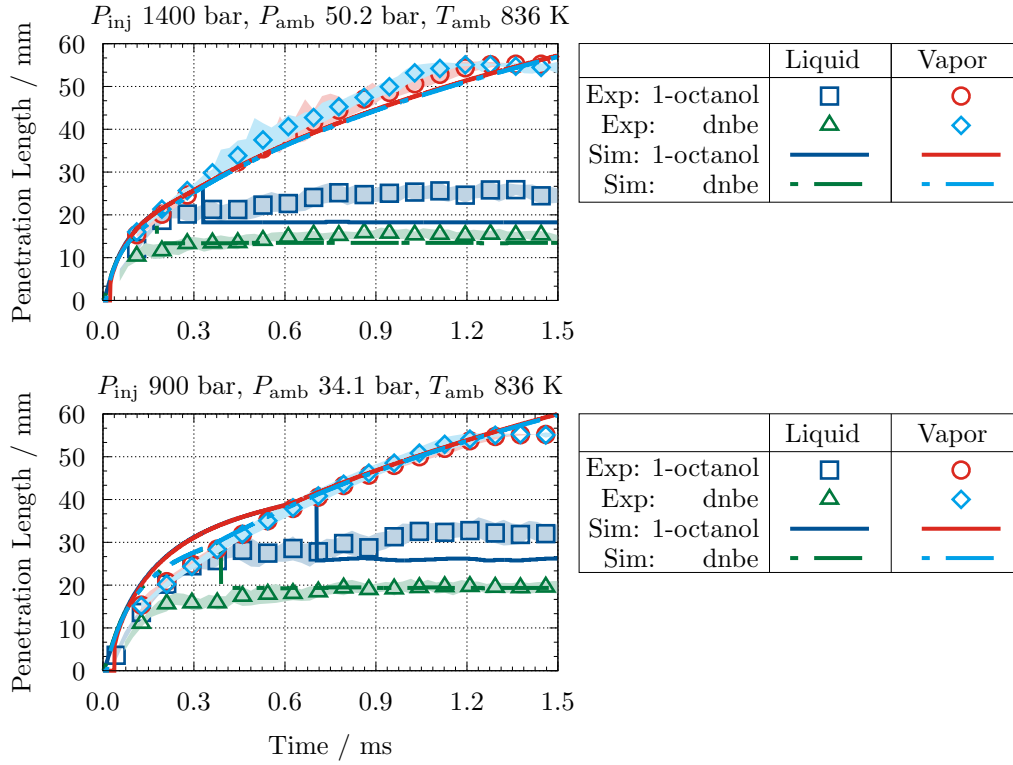 P_inj 1400 bar, P_amb 50.2 bar, T_amb 836 K
Penetration Length / mm
60
50
40
30
20
10
0
0.0 0.3 0.6 0.9 1.2 1.5
Liquid Vapor
Exp: 1-octanol
Exp: dnbe
Sim: 1-octanol
Sim: dnbe
P_inj 900 bar, P_amb 34.1 bar, T_amb 836 K
Penetration Length / mm
60
50
40
30
20
10
0
0.0 0.3 0.6 0.9 1.2 1.5
Time / ms
Liquid Vapor
Exp: 1-octanol
Exp: dnbe
Sim: 1-octanol
Sim: dnbe